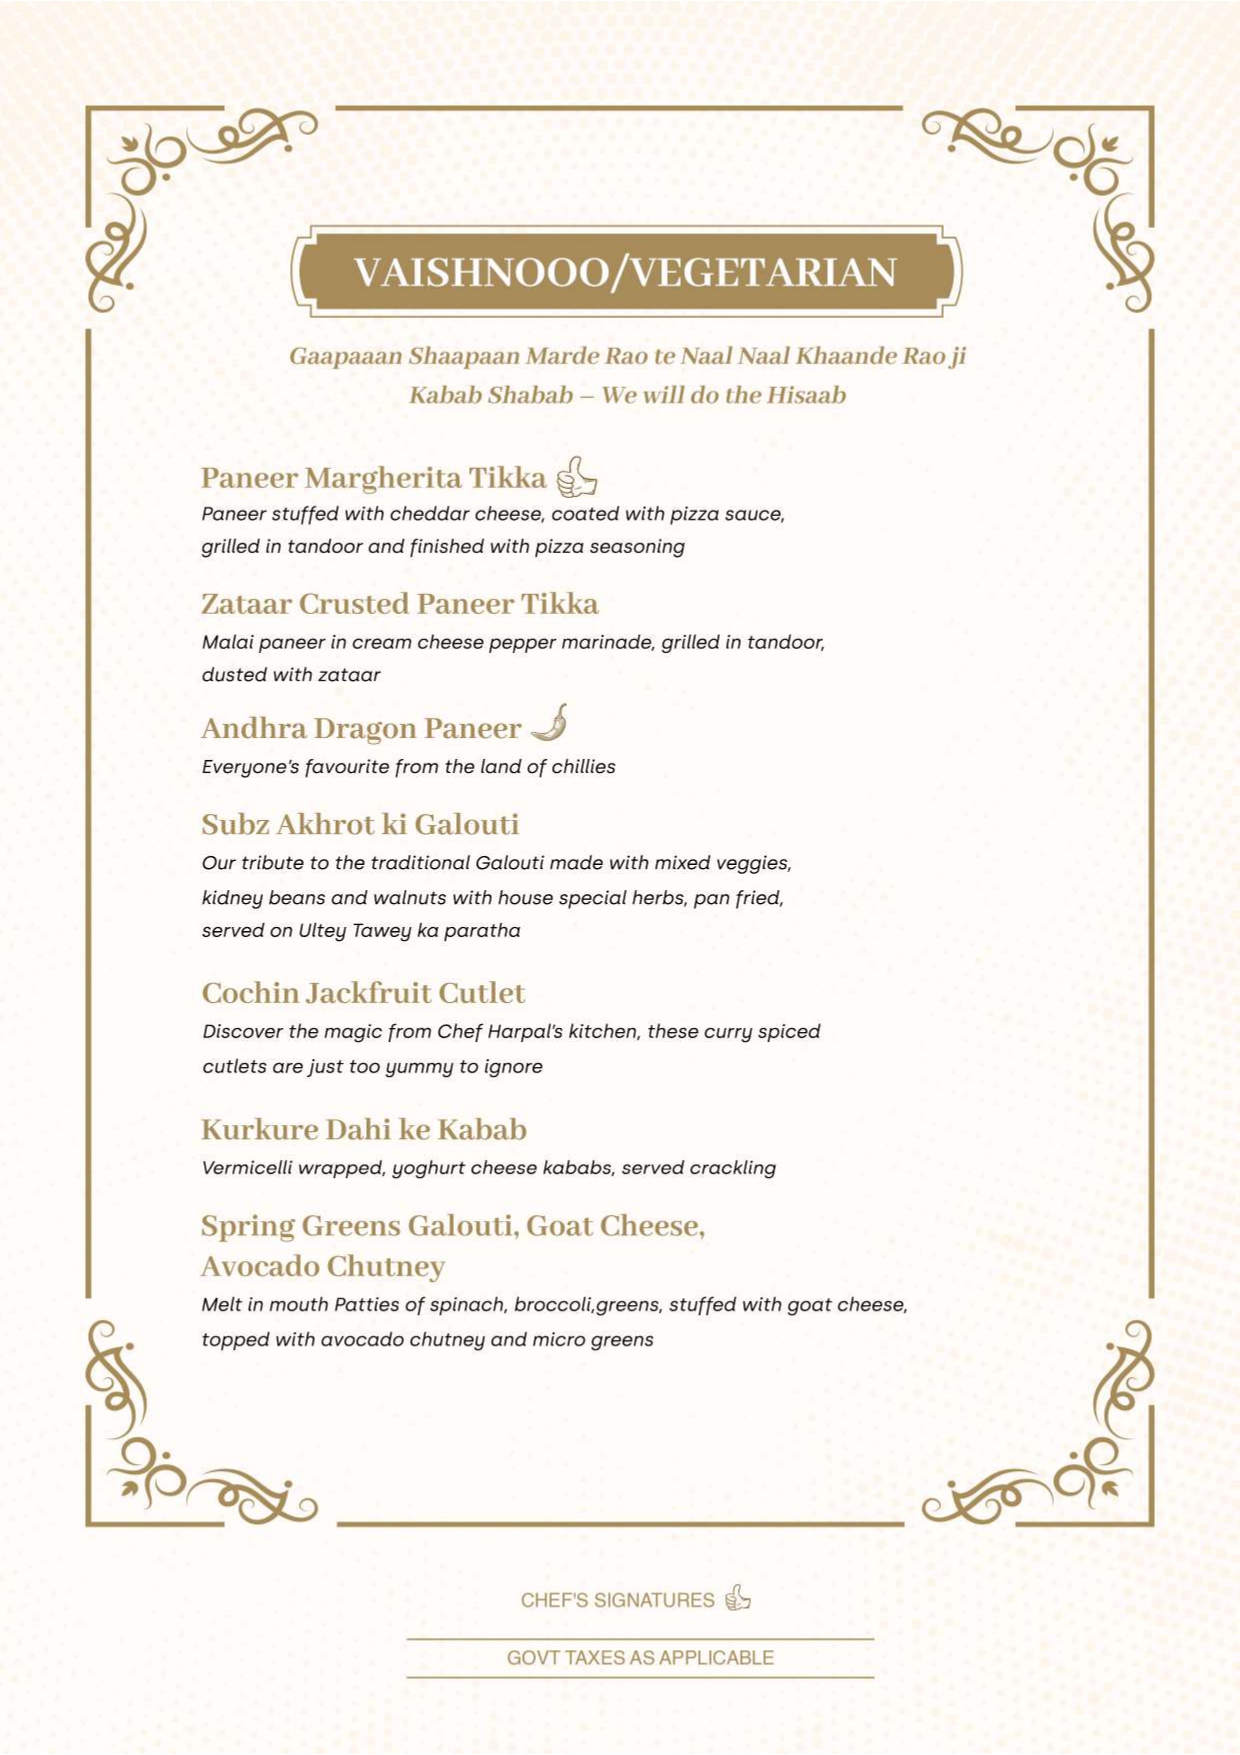 VAISHNOOO/VEGETARIAN
Gaapaaan Shaapaan Marde Rao te Naal Naal Khaande Rao ji
Kabab Shabab – We will do the Hisaab
Paneer Margherita Tikka
Paneer stuffed with cheddar cheese, coated with pizza sauce,
grilled in tandoor and finished with pizza seasoning
Zataar Crusted Paneer Tikka
Malai paneer in cream cheese pepper marinade, grilled in tandoor,
dusted with zataar
Andhra Dragon Paneer
Everyone's favourite from the land of chillies
Subz Akhrot ki Galouti
Our tribute to the traditional Galouti made with mixed veggies,
kidney beans and walnuts with house special herbs, pan fried,
served on Ultey Tawey ka paratha
Cochin Jackfruit Cutlet
Discover the magic from Chef Harpal's kitchen, these curry spiced
cutlets are just too yummy to ignore
Kurkure Dahi ke Kabab
Vermicelli wrapped, yoghurt cheese kababs, served crackling
Spring Greens Galouti, Goat Cheese,
Avocado Chutney
Melt in mouth Patties of spinach, broccoli,greens, stuffed with goat cheese,
topped with avocado chutney and micro greens
CHEF'S SIGNATURES
GOVT TAXES AS APPLICABLE